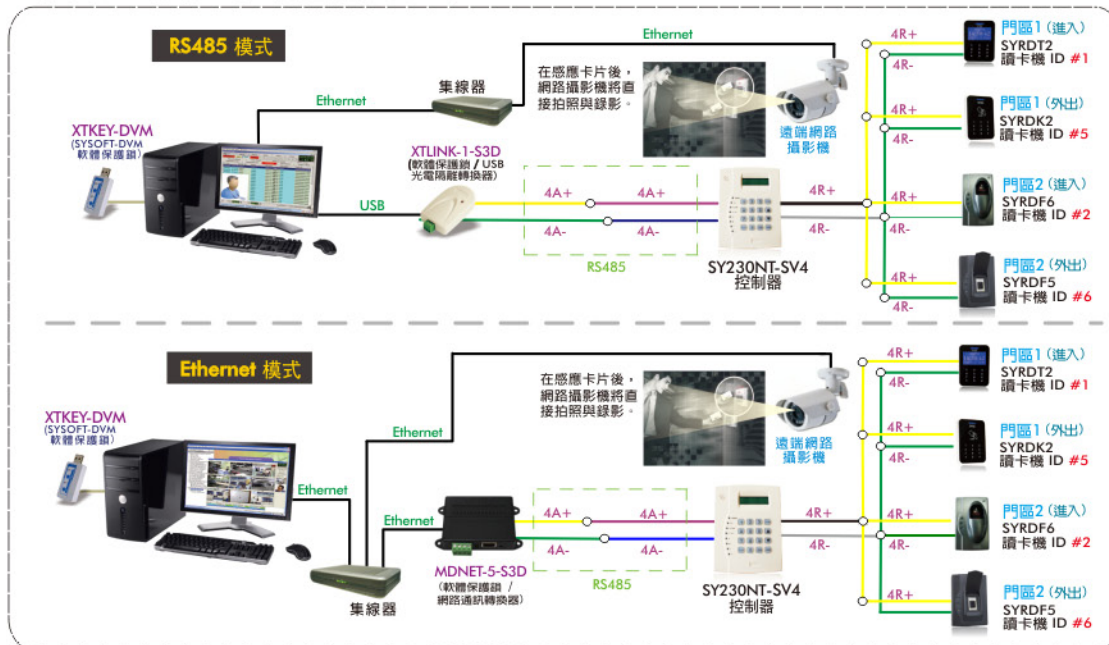 RS485 模式
Ethernet
集線器
Ethernet
在感應卡片後，
網路攝影機將直
接拍照與錄影。
遠端網路
攝影機
XTKEY-DVM
(SYSOFT-DVM
軟體保護鎖)
XTLINK-1-S3D
(軟體保護鎖 / USB
光電隔離轉換器)
USB
4A+
4A+
4A-
4A-
RS485
SY230NT-SV4
控制器
4R+
4R-
4R+
4R-
門區1 (進入)
SYRDT2
讀卡機 ID #1
4R+
4R-
門區1 (外出)
SYRDK2
讀卡機 ID #5
4R+
4R-
門區2 (進入)
SYRDF6
讀卡機 ID #2
4R+
4R-
門區2 (外出)
SYRDF5
讀卡機 ID #6
Ethernet 模式
XTKEY-DVM
(SYSOFT-DVM
軟體保護鎖)
Ethernet
Ethernet
Ethernet
集線器
在感應卡片後，
網路攝影機將直
接拍照與錄影。
遠端網路
攝影機
MDNET-5-S3D
(軟體保護鎖 /
網路通訊轉換器)
4A+
4A+
4A-
4A-
RS485
SY230NT-SV4
控制器
4R+
4R-
4R+
4R-
門區1 (進入)
SYRDT2
讀卡機 ID #1
4R+
4R-
門區1 (外出)
SYRDK2
讀卡機 ID #5
4R+
4R-
門區2 (進入)
SYRDF6
讀卡機 ID #2
4R+
4R-
門區2 (外出)
SYRDF5
讀卡機 ID #6